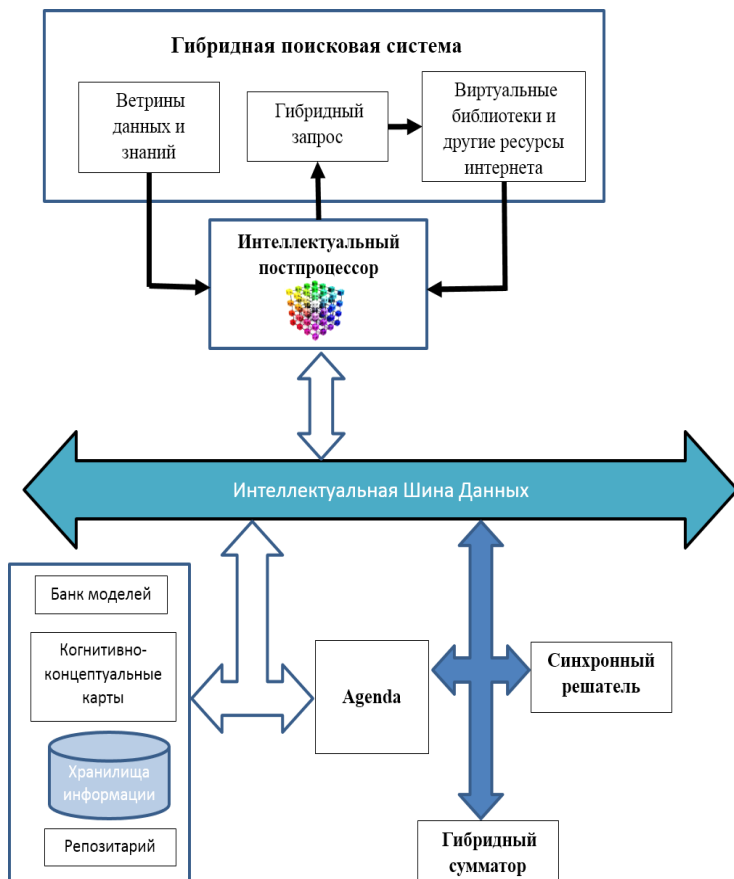 Гибридная поисковая система
Ветрины
данных и
знаний
Гибридный
запрос
Виртуальные
библиотеки и
другие ресурсы
интернета
Интеллектуальный
постпроцессор
Интеллектуальная Шина Данных
Банк моделей
Когнитивно-
концептуальные
карты
Хранилища
информации
Репозитарий
Agenda
Синхронный
решатель
Гибридный
сумматор